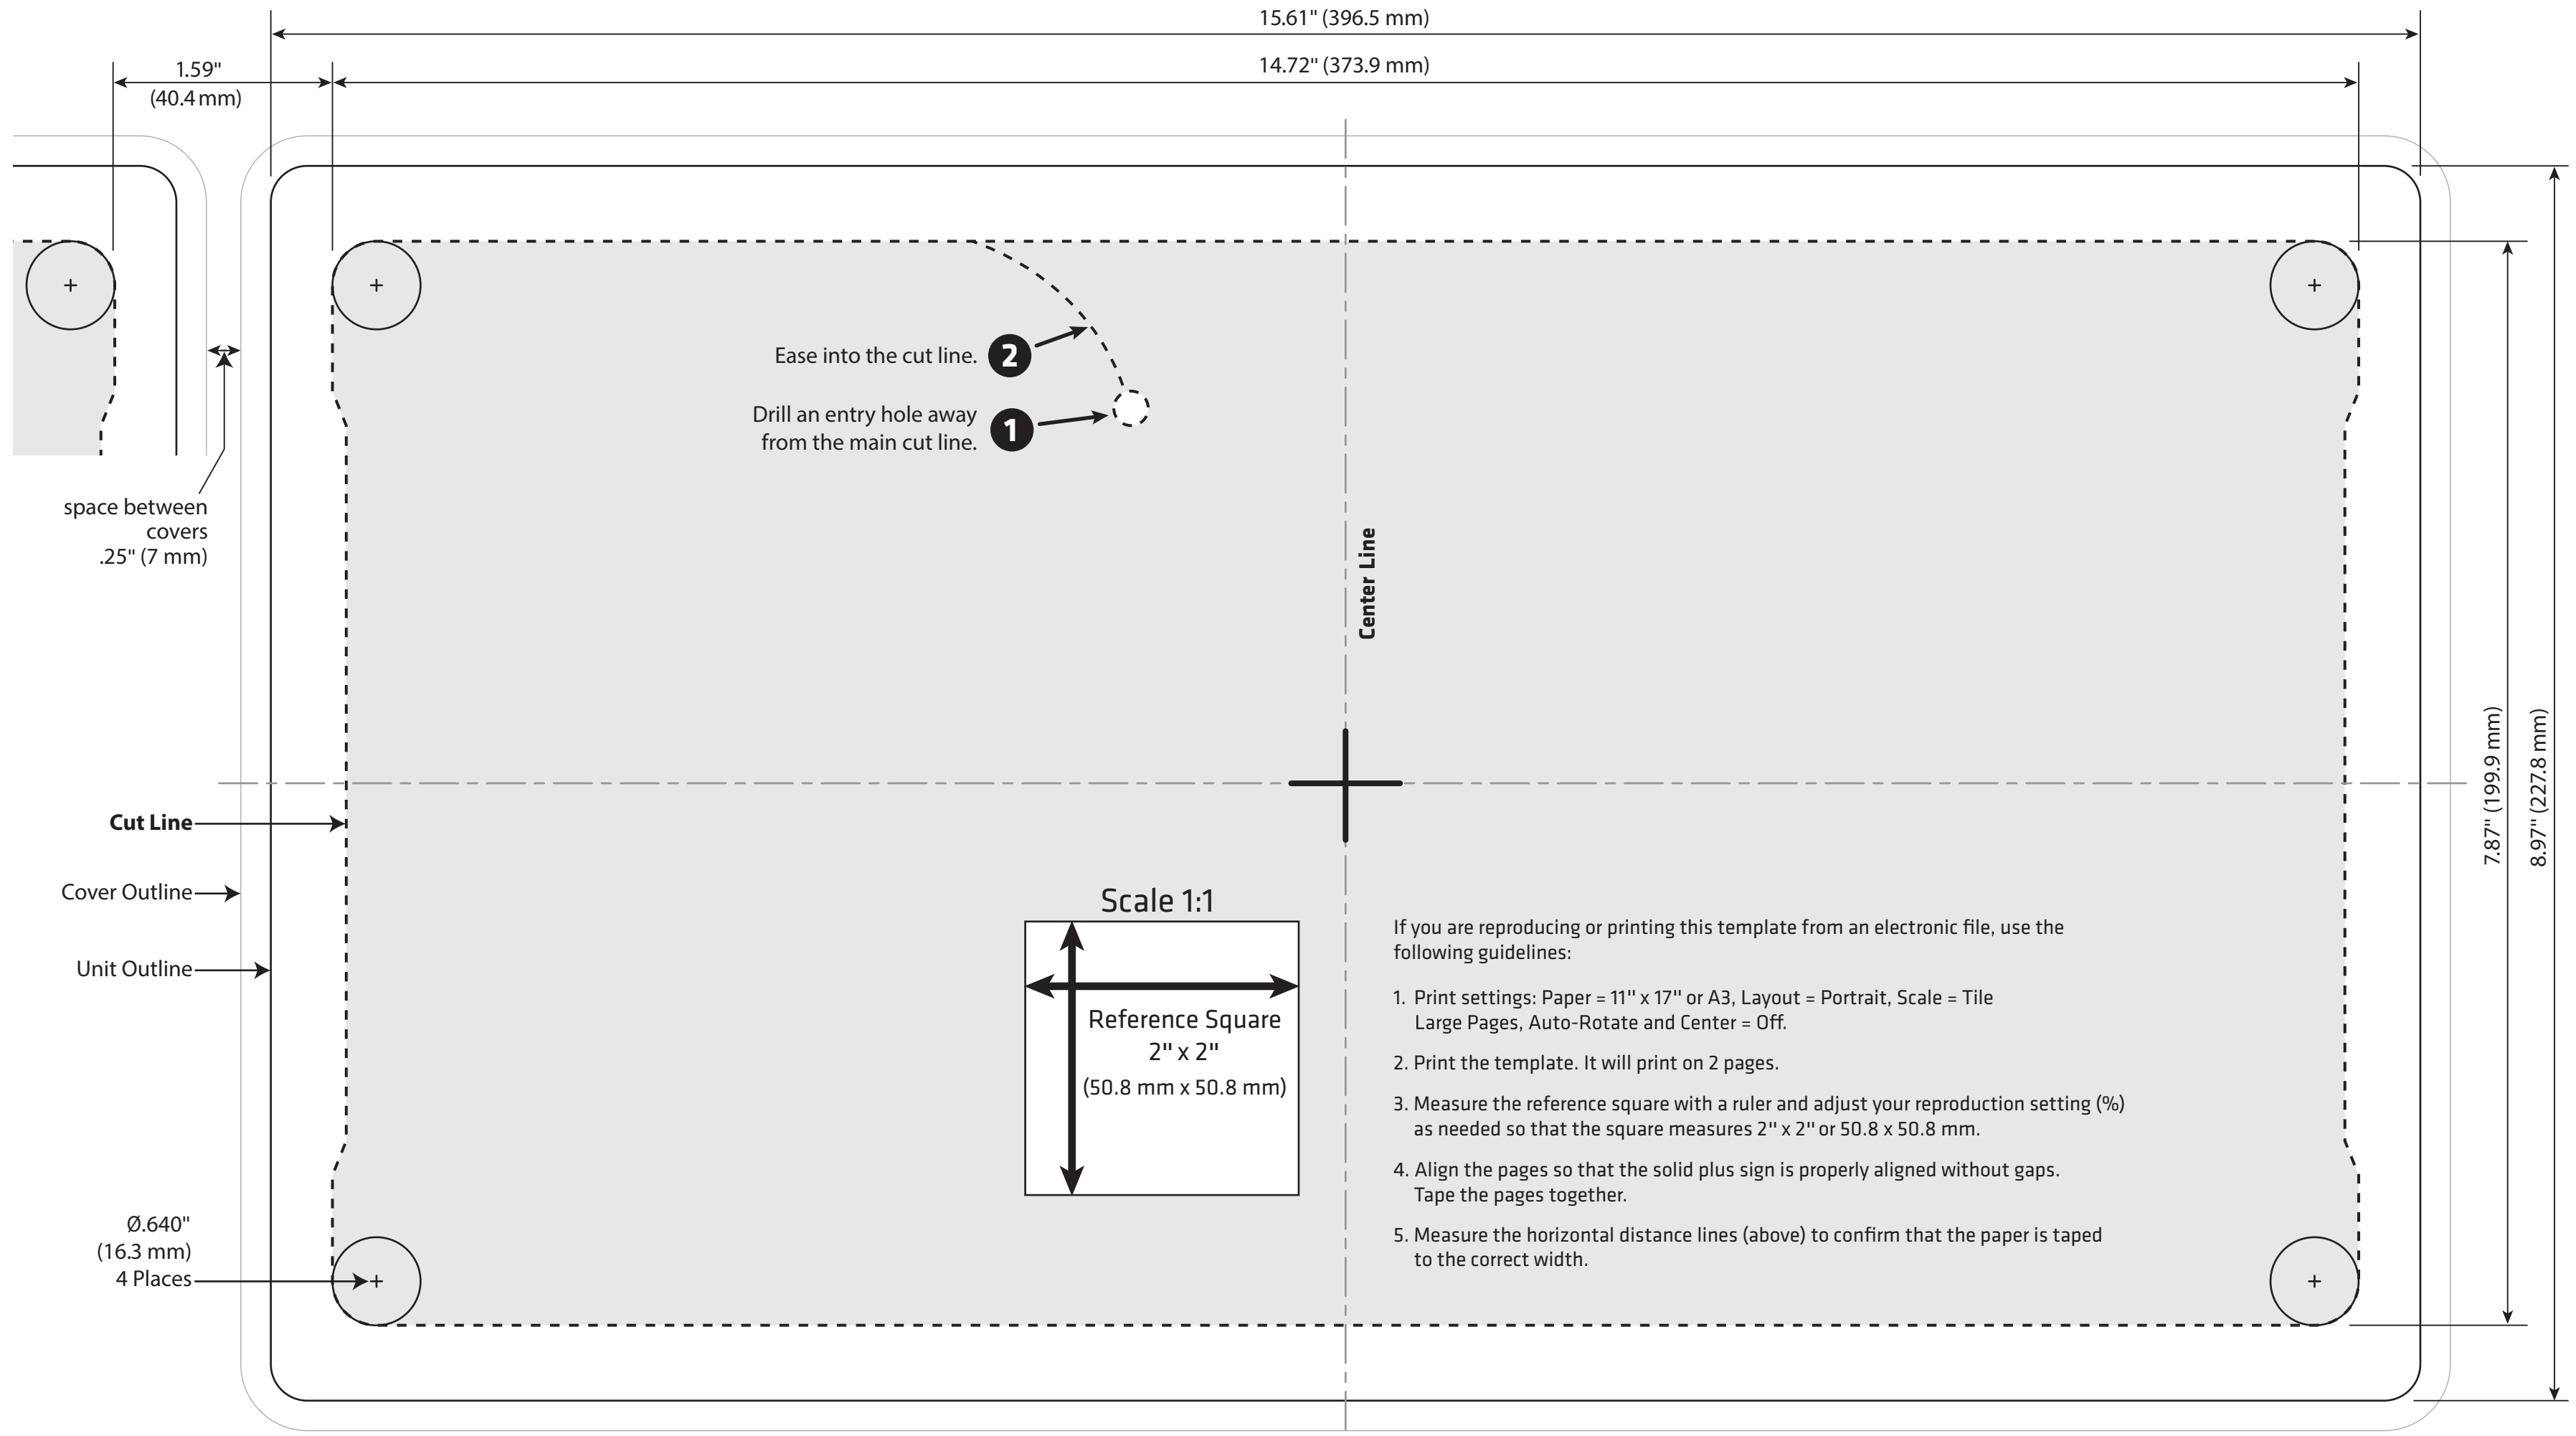 15.61" (396.5 mm)
14.72" (373.9 mm)
1.59"
(40.4 mm)
Ease into the cut line.
2
Drill an entry hole away
from the main cut line.
1
space between
covers
.25" (7 mm)
Center Line
7.87" (199.9 mm)
8.97" (227.8 mm)
Cut Line
Cover Outline
Unit Outline
Scale 1:1
Reference Square
2" x 2"
(50.8 mm x 50.8 mm)
If you are reproducing or printing this template from an electronic file, use the
following guidelines:
1. Print settings: Paper = 11" x 17" or A3, Layout = Portrait, Scale = Tile
Large Pages, Auto-Rotate and Center = Off.
2. Print the template. It will print on 2 pages.
3. Measure the reference square with a ruler and adjust your reproduction setting (%)
as needed so that the square measures 2" x 2" or 50.8 x 50.8 mm.
4. Align the pages so that the solid plus sign is properly aligned without gaps.
Tape the pages together.
5. Measure the horizontal distance lines (above) to confirm that the paper is taped
to the correct width.
Ø.640"
(16.3 mm)
4 Places